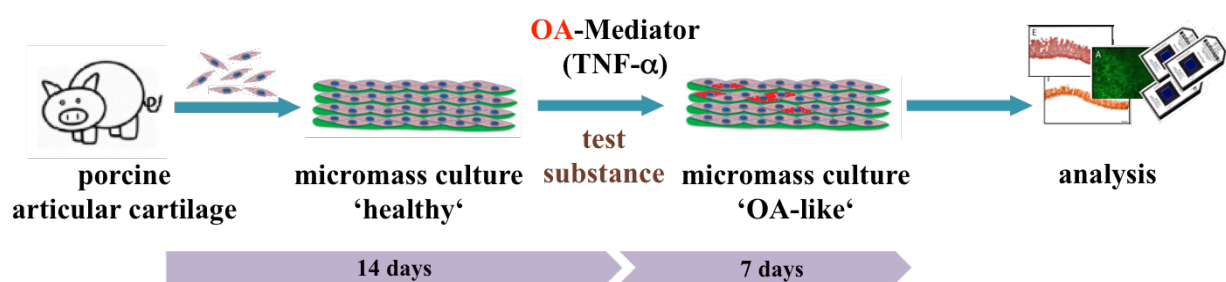 OA-Mediator
(TNF-α)
test
substance
porcine
articular cartilage
micromass culture
‘healthy‘
micromass culture
‘OA-like‘
analysis
E
A
14 days
7 days